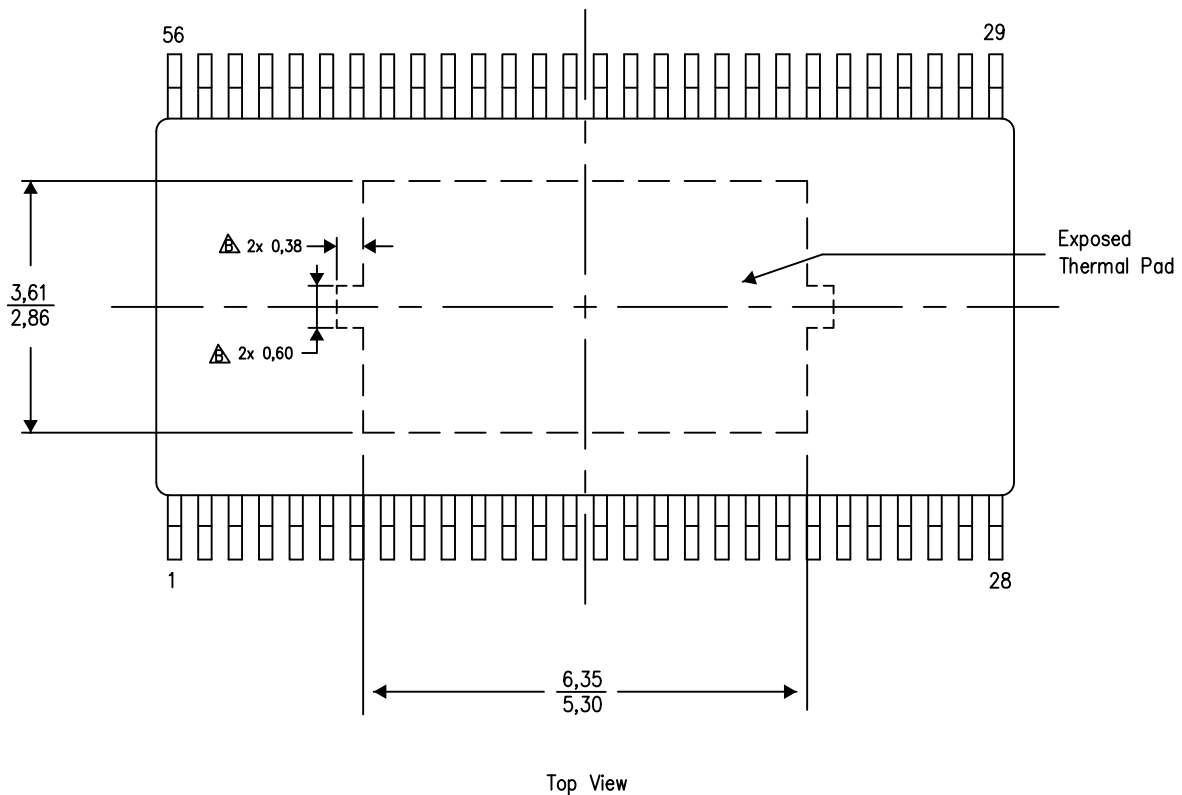 56
29
B 2x 0,38
Exposed
Thermal Pad
3,61
2,86
B 2x 0,60
1
28
6,35
5,30
Top View